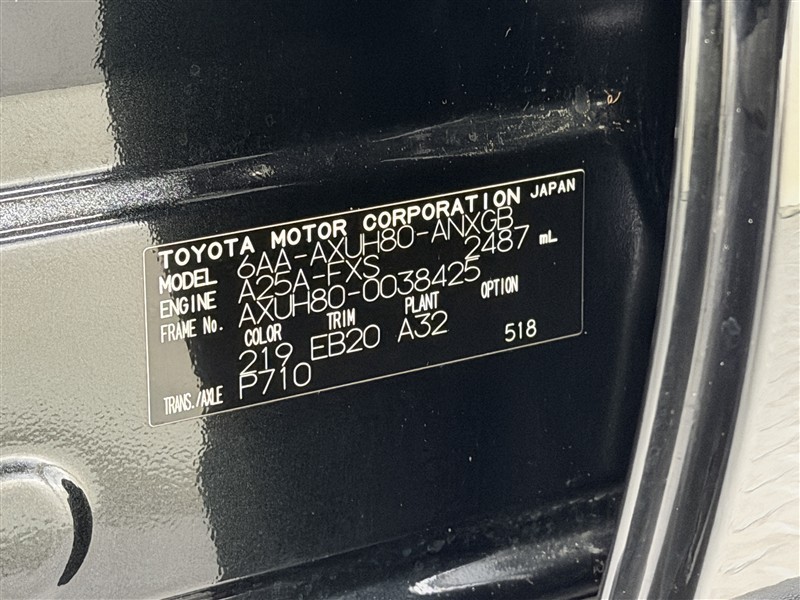 TOYOTA MOTOR CORPORATION JAPAN
MODEL 6AA-AXUH80-ANXGB
ENGINE A25A-FXS 2487 mL
FRAME No. AXUH80-0038425
COLOR TRIM PLANT OPTION
219 EB20 A32 518
TRANS./AXLE P710